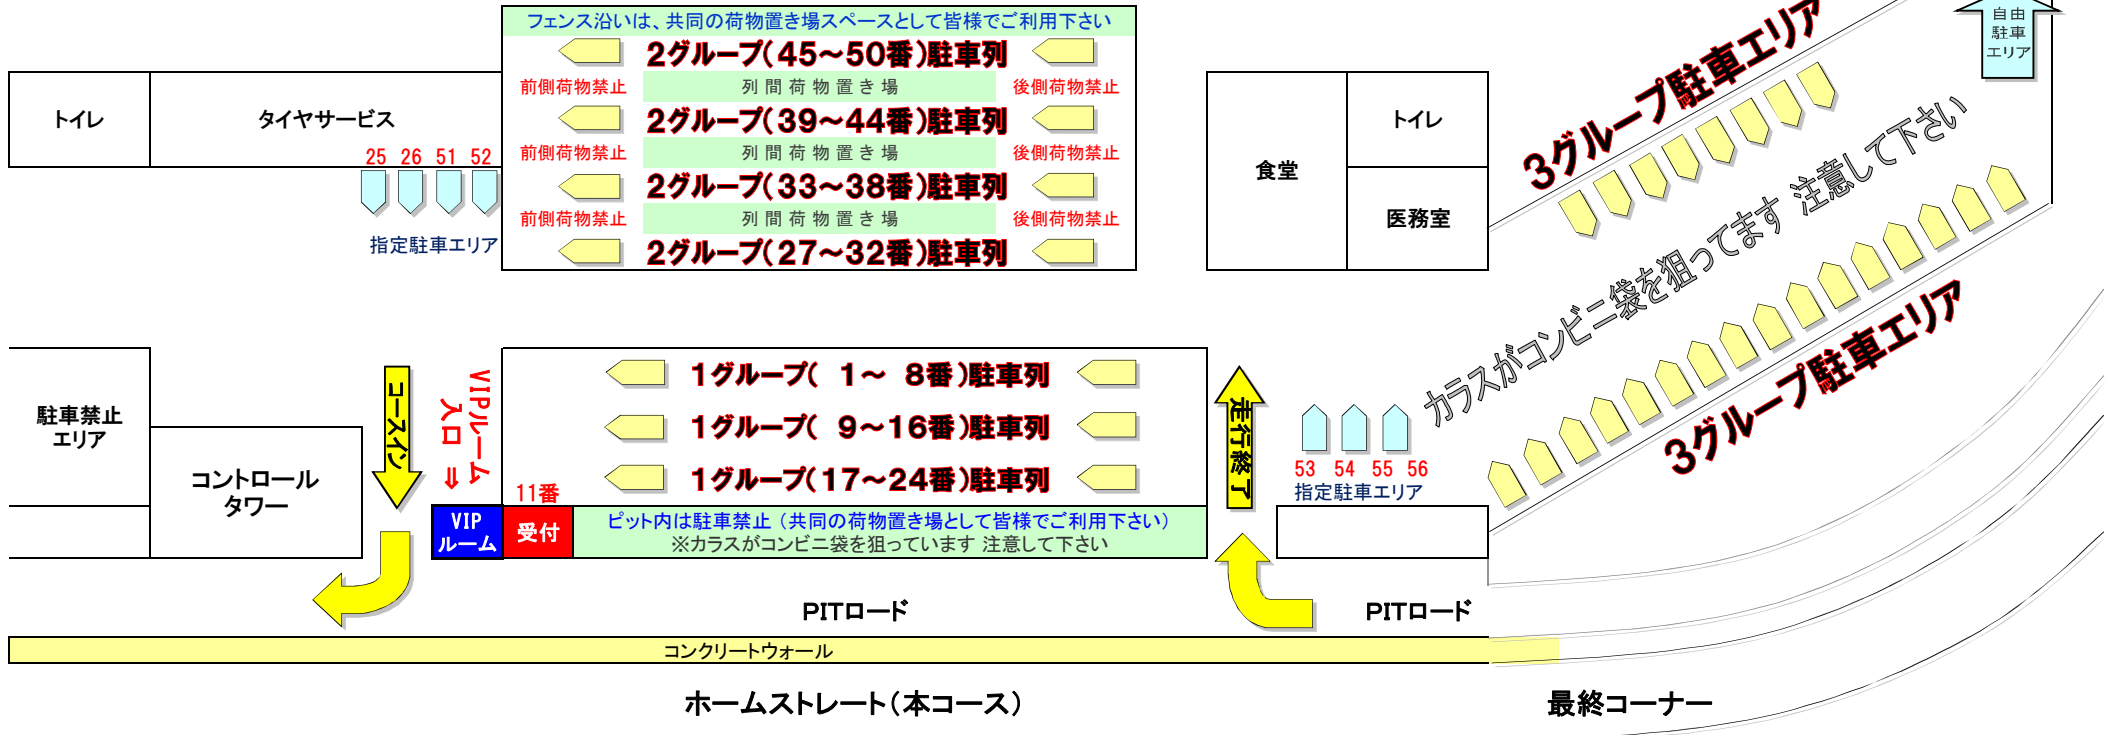 フェンス沿いは、共同の荷物置き場スペースとして皆様でご利用下さい
2グループ(45～50番)駐車列
前側荷物禁止 列間荷物置き場 後側荷物禁止
2グループ(39～44番)駐車列
前側荷物禁止 列間荷物置き場 後側荷物禁止
2グループ(33～38番)駐車列
前側荷物禁止 列間荷物置き場 後側荷物禁止
2グループ(27～32番)駐車列
トイレ
タイヤサービス
25 26 51 52
指定駐車エリア
食堂
トイレ
医務室
自由
駐車
エリア
3グループ駐車エリア
カラスがコンビニ袋を狙ってます 注意して下さい
3グループ駐車エリア
駐車禁止
エリア
コントロール
タワー
コースイン
VIPルーム
入口 ⇒
1グループ( 1～ 8番)駐車列
1グループ( 9～16番)駐車列
1グループ(17～24番)駐車列
走行終了
53 54 55 56
指定駐車エリア
11番
VIP
ルーム
受付
ピット内は駐車禁止（共同の荷物置き場として皆様でご利用下さい）
※カラスがコンビニ袋を狙っています 注意して下さい
PITロード
PITロード
コンクリートウォール
ホームストレート(本コース)
最終コーナー